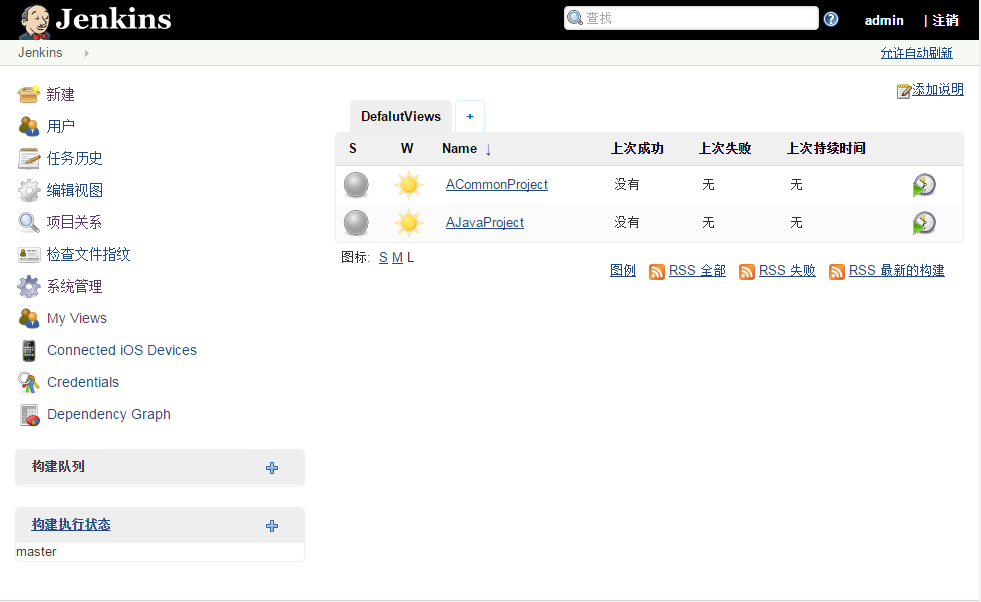 Jenkins
查找
admin | 注销
Jenkins
允许自动刷新
新建
用户
任务历史
编辑视图
项目关系
检查文件指纹
系统管理
My Views
Connected iOS Devices
Credentials
Dependency Graph
构建队列
构建执行状态
master
添加说明
DefalutViews +
S W Name ↓ 上次成功 上次失败 上次持续时间
ACommonProject 没有 无 无
AJavaProject 没有 无 无
图标: S M L
图例 RSS 全部 RSS 失败 RSS 最新的构建